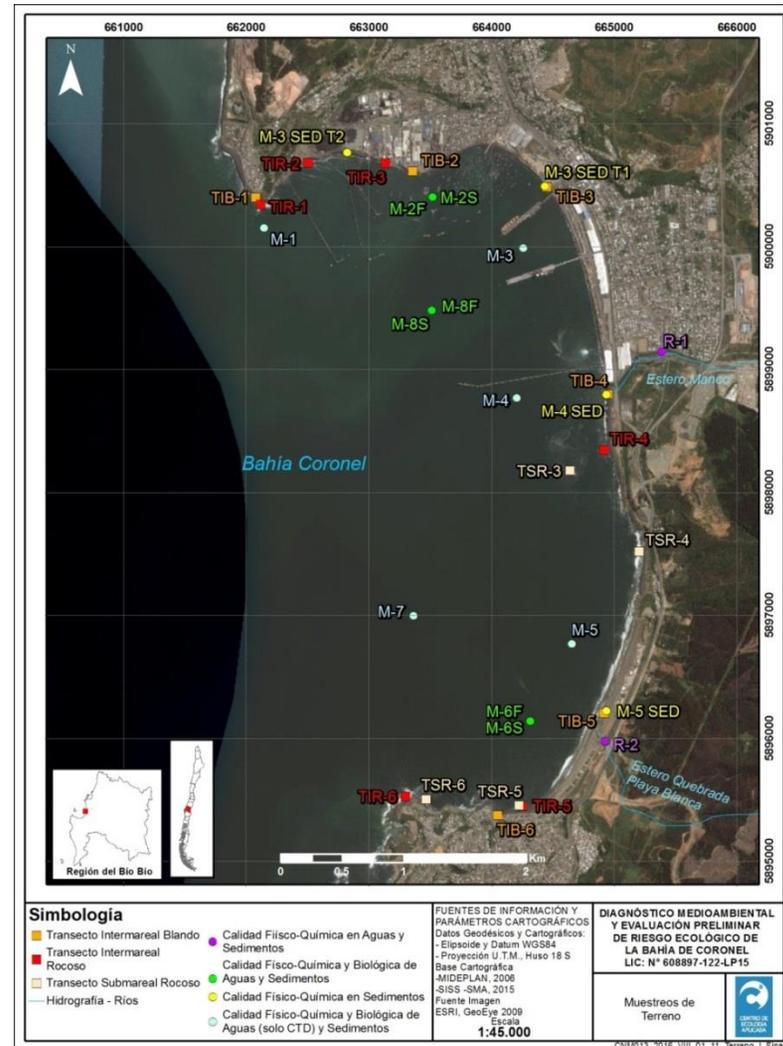 661000
662000
663000
664000
665000
666000
N
5901000
5900000
5899000
5898000
5897000
5896000
5895000
M-3 SED T2
TIR-2
TIR-3
TIB-2
M-3 SED T1
TIB-3
TIB-1
TIR-1
M-2S
M-2F
M-1
M-3
M-8F
M-8S
R-1
Estero Manco
TIB-4
M-4 SED
M-4
TIR-4
Bahía Coronel
TSR-3
TSR-4
M-7
M-5
M-6F
M-6S
TIB-5
M-5 SED
R-2
Estero Quebrada
Playa Blanca
TIR-6
TSR-6
TSR-5
TIR-5
TIB-6
Región del Bio Bio
Km
0
0.5
1
2
Simbología
Transecto Intermareal Blando
Transecto Intermareal
Rocoso
Transecto Submareal Rocoso
Hidrografía - Ríos
Calidad Fiísco-Química en Aguas y
Sedimentos
Calidad Físco-Química y Biológica de
Aguas y Sedimentos
Calidad Físico-Química en Sedimentos
Calidad Físico-Química y Biológica de
Aguas (solo CTD) y Sedimentos
FUENTES DE INFORMACIÓN Y
PARÁMETROS CARTOGRÁFICOS
Datos Geodésicos y Cartográficos:
- Elipsoide y Datum WGS84
- Proyección U.T.M., Huso 18 S
Base Cartográfica
-MIDEPLAN, 2006
-SISS -SMA, 2015
Fuente Imagen
ESRI, GeoEye 2009
Escala
1:45.000
DIAGNÓSTICO MEDIOAMBIENTAL
Y EVALUACIÓN PRELIMINAR
DE RIESGO ECOLÓGICO DE
LA BAHÍA DE CORONEL
LIC: N° 608897-122-LP15
Muestreos de
Terreno
CENTRO DE
ECOLOGÍA
APLICADA